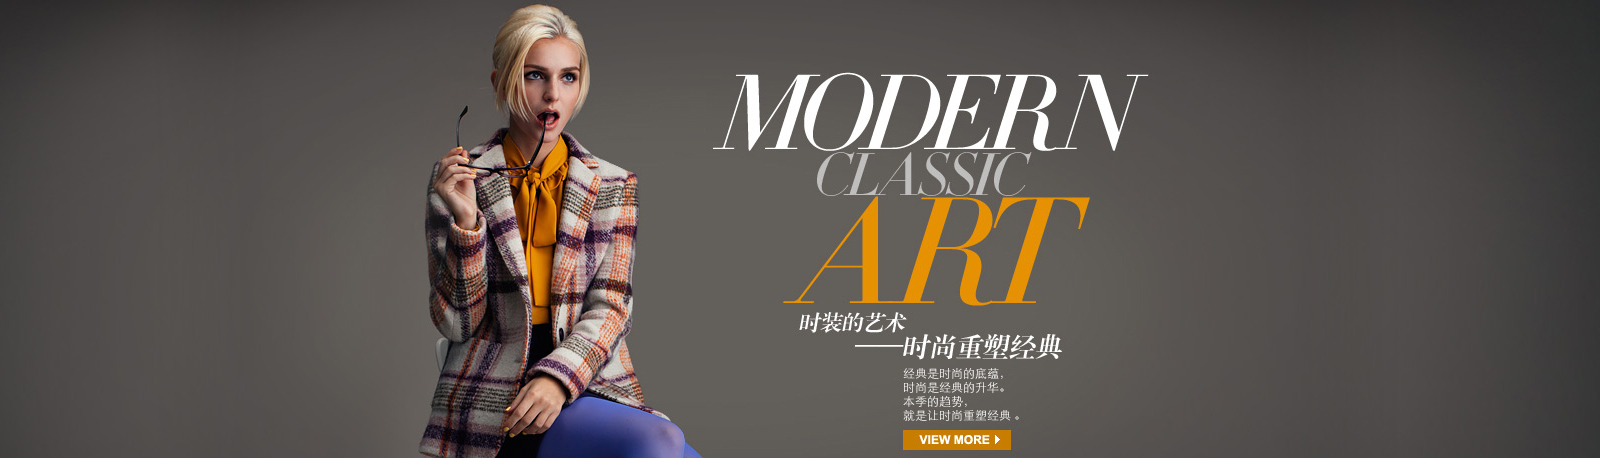 MODERN
CLASSIC
ART
时装的艺术
——时尚重塑经典
经典是时尚的底蕴，
时尚是经典的升华。
本季的趋势，
就是让时尚重塑经典 。
VIEW MORE